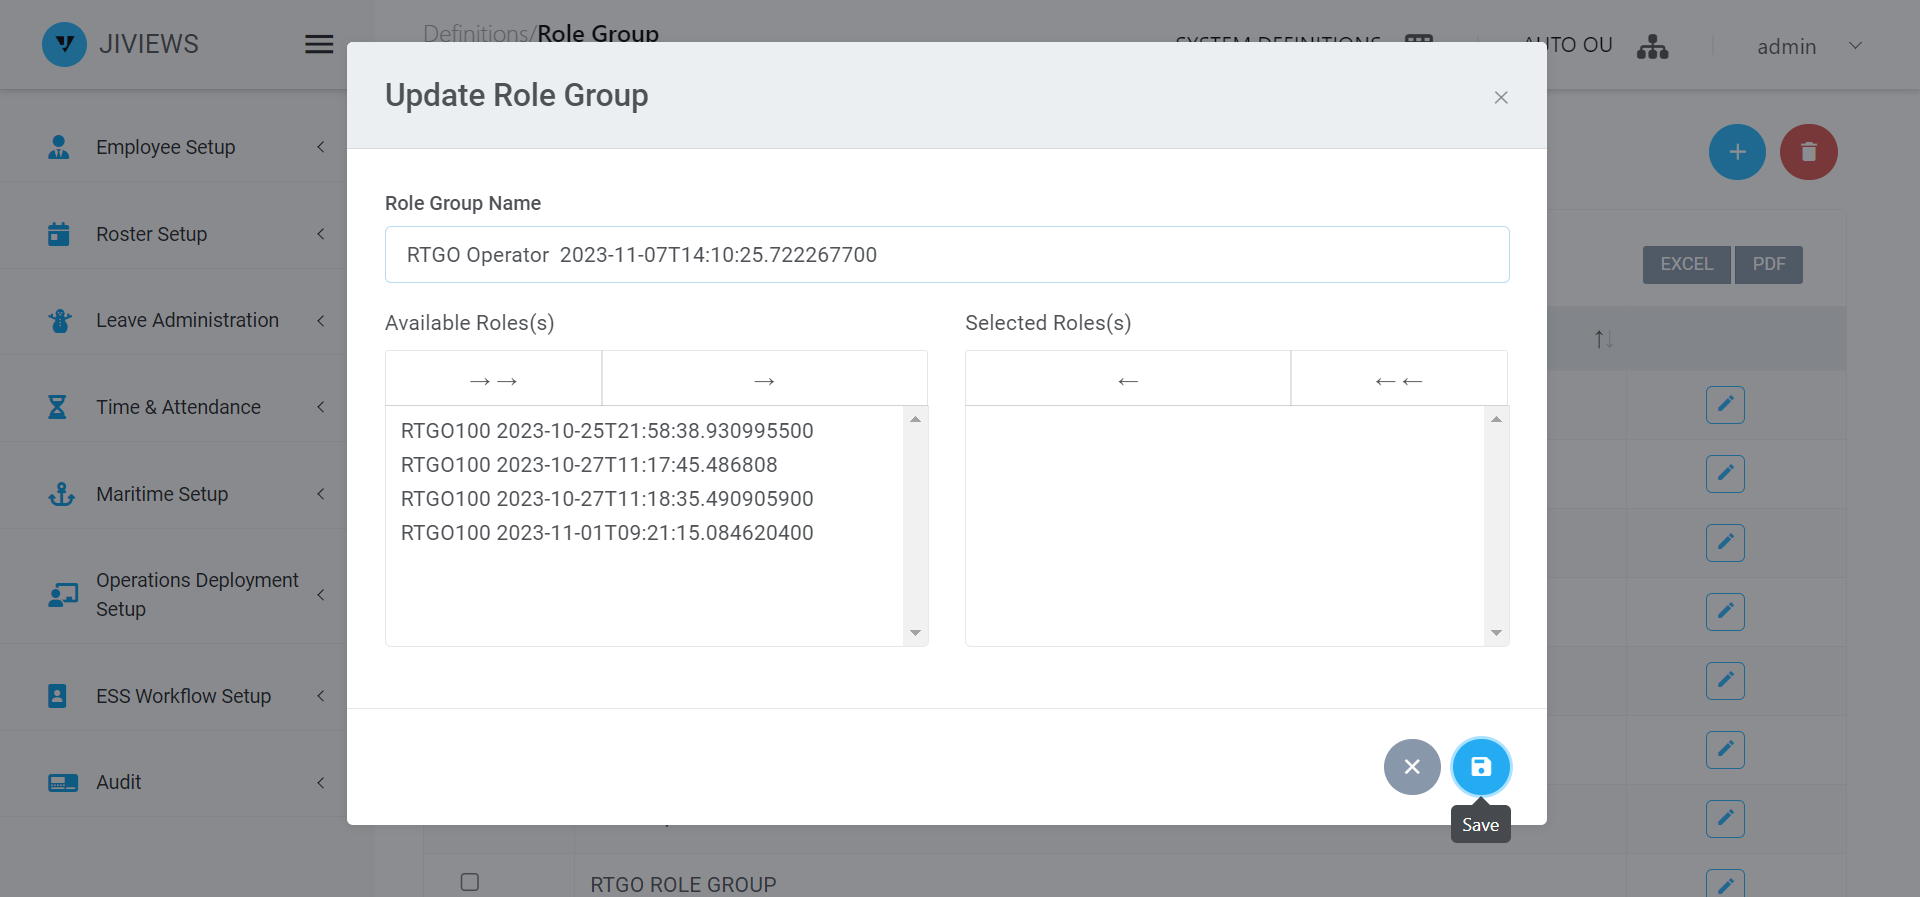 JIVIEWS
Definitions/Role Group
SYSTEM DEFINITIONS
AUTO OU
admin
Employee Setup
Roster Setup
Leave Administration
Time & Attendance
Maritime Setup
Operations Deployment
Setup
ESS Workflow Setup
Audit
Update Role Group
Role Group Name
RTGO Operator 2023-11-07T14:10:25.722267700
Available Roles(s)
Selected Roles(s)
RTGO100 2023-10-25T21:58:38.930995500
RTGO100 2023-10-27T11:17:45.486808
RTGO100 2023-10-27T11:18:35.490905900
RTGO100 2023-11-01T09:21:15.084620400
Save
EXCEL
PDF
RTGO ROLE GROUP